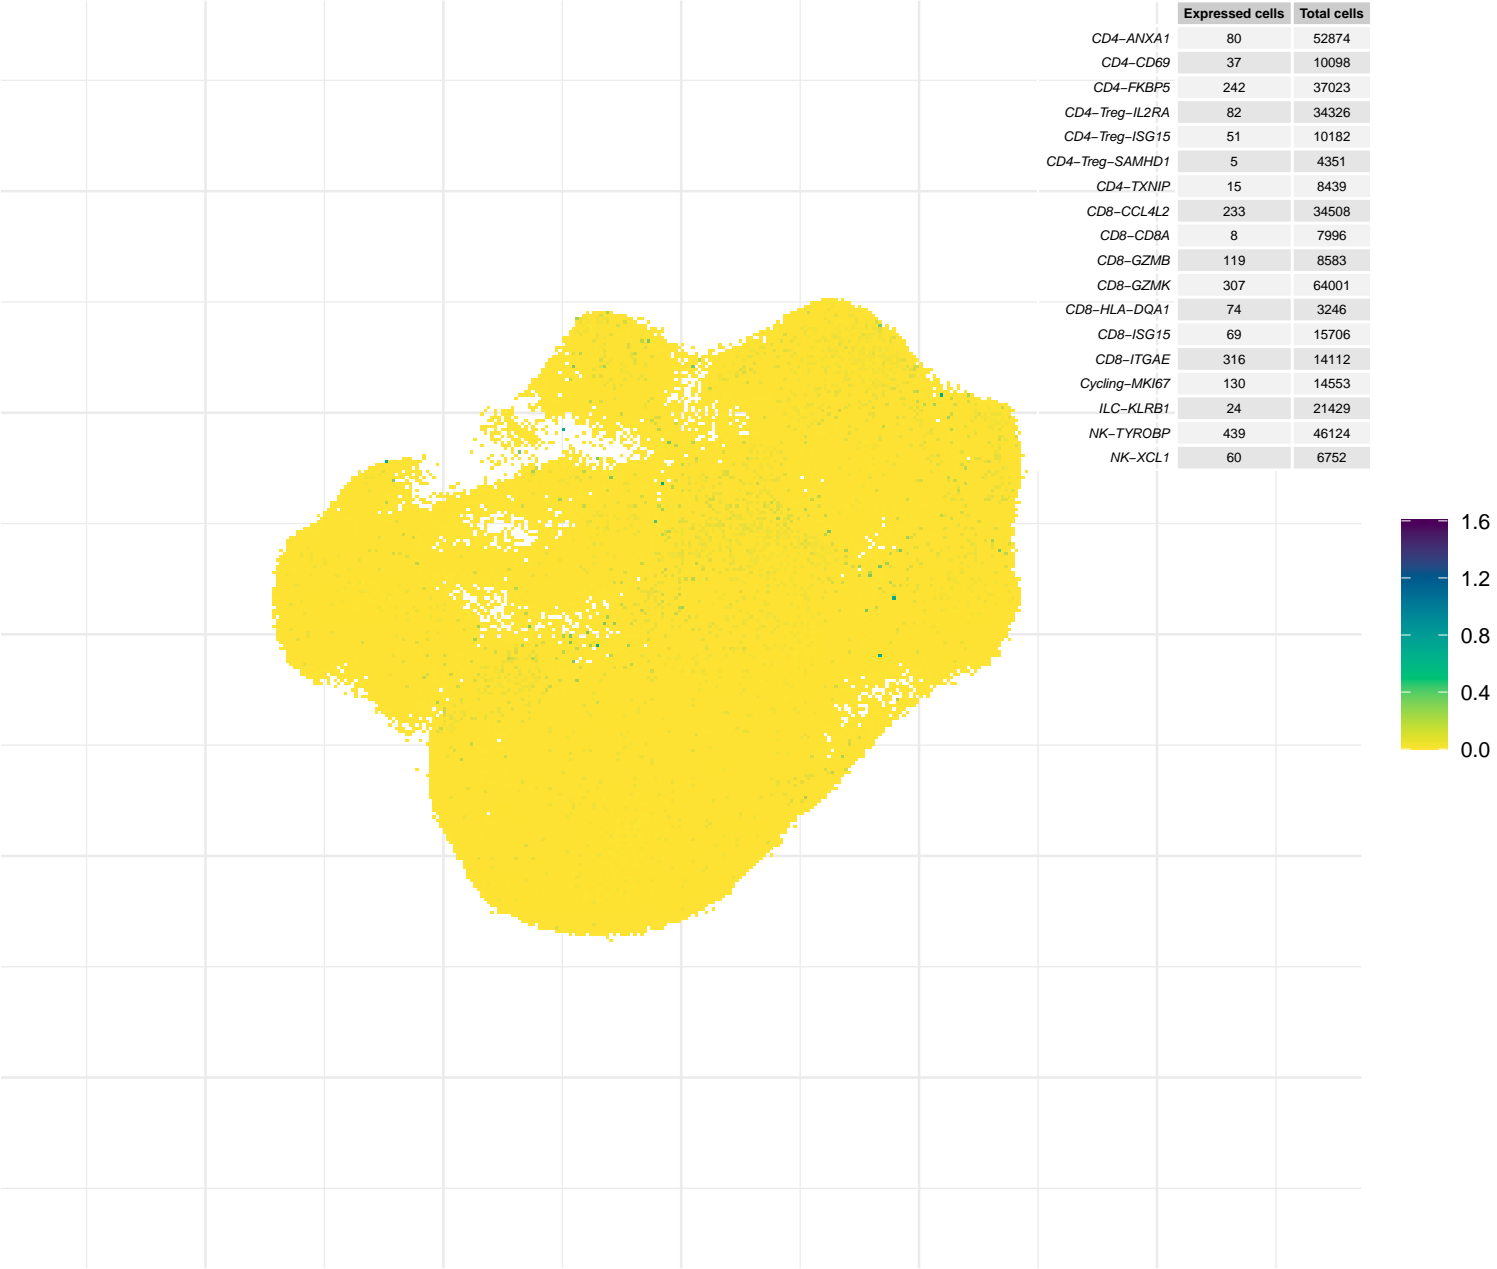 Expressed cells Total cells
CD4−ANXA1 80 52874
CD4−CD69 37 10098
CD4−FKBP5 242 37023
CD4−Treg−IL2RA 82 34326
CD4−Treg−ISG15 51 10182
CD4−Treg−SAMHD1 5 4351
CD4−TXNIP 15 8439
CD8−CCL4L2 233 34508
CD8−CD8A 8 7996
CD8−GZMB 119 8583
CD8−GZMK 307 64001
CD8−HLA−DQA1 74 3246
CD8−ISG15 69 15706
CD8−ITGAE 316 14112
Cycling−MKI67 130 14553
ILC−KLRB1 24 21429
NK−TYROBP 439 46124
NK−XCL1 60 6752
1.6
1.2
0.8
0.4
0.0